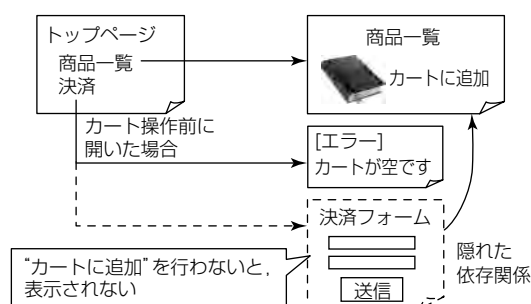 トップページ
商品一覧
決済
商品一覧
カートに追加
カート操作前に
開いた場合
[エラー]
カートが空です
決済フォーム
送信
隠れた
依存関係
“カートに追加”を行わないと，
表示されない